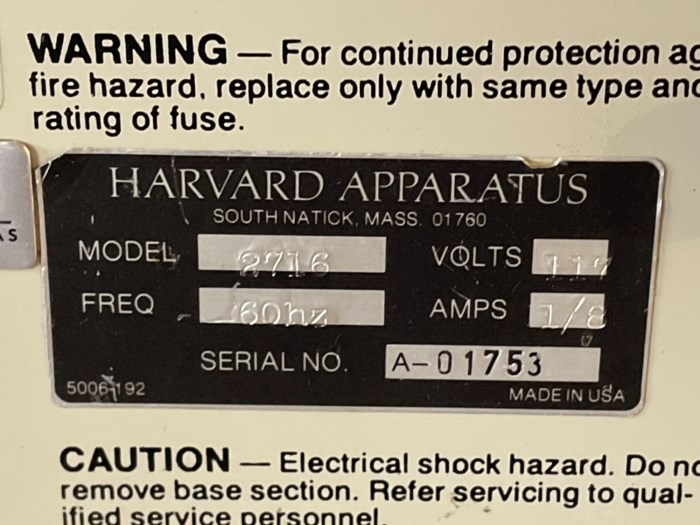 WARNING — For continued protection ag
fire hazard, replace only with same type and
rating of fuse.
HARVARD APPARATUS
SOUTH NATICK, MASS. 01760
MODEL 2716 VOLTS 117
FREQ 60hz AMPS 1/8
SERIAL NO. A-01753
5006-192 MADE IN USA
CAUTION — Electrical shock hazard. Do no
remove base section. Refer servicing to qual-
ified service personnel.